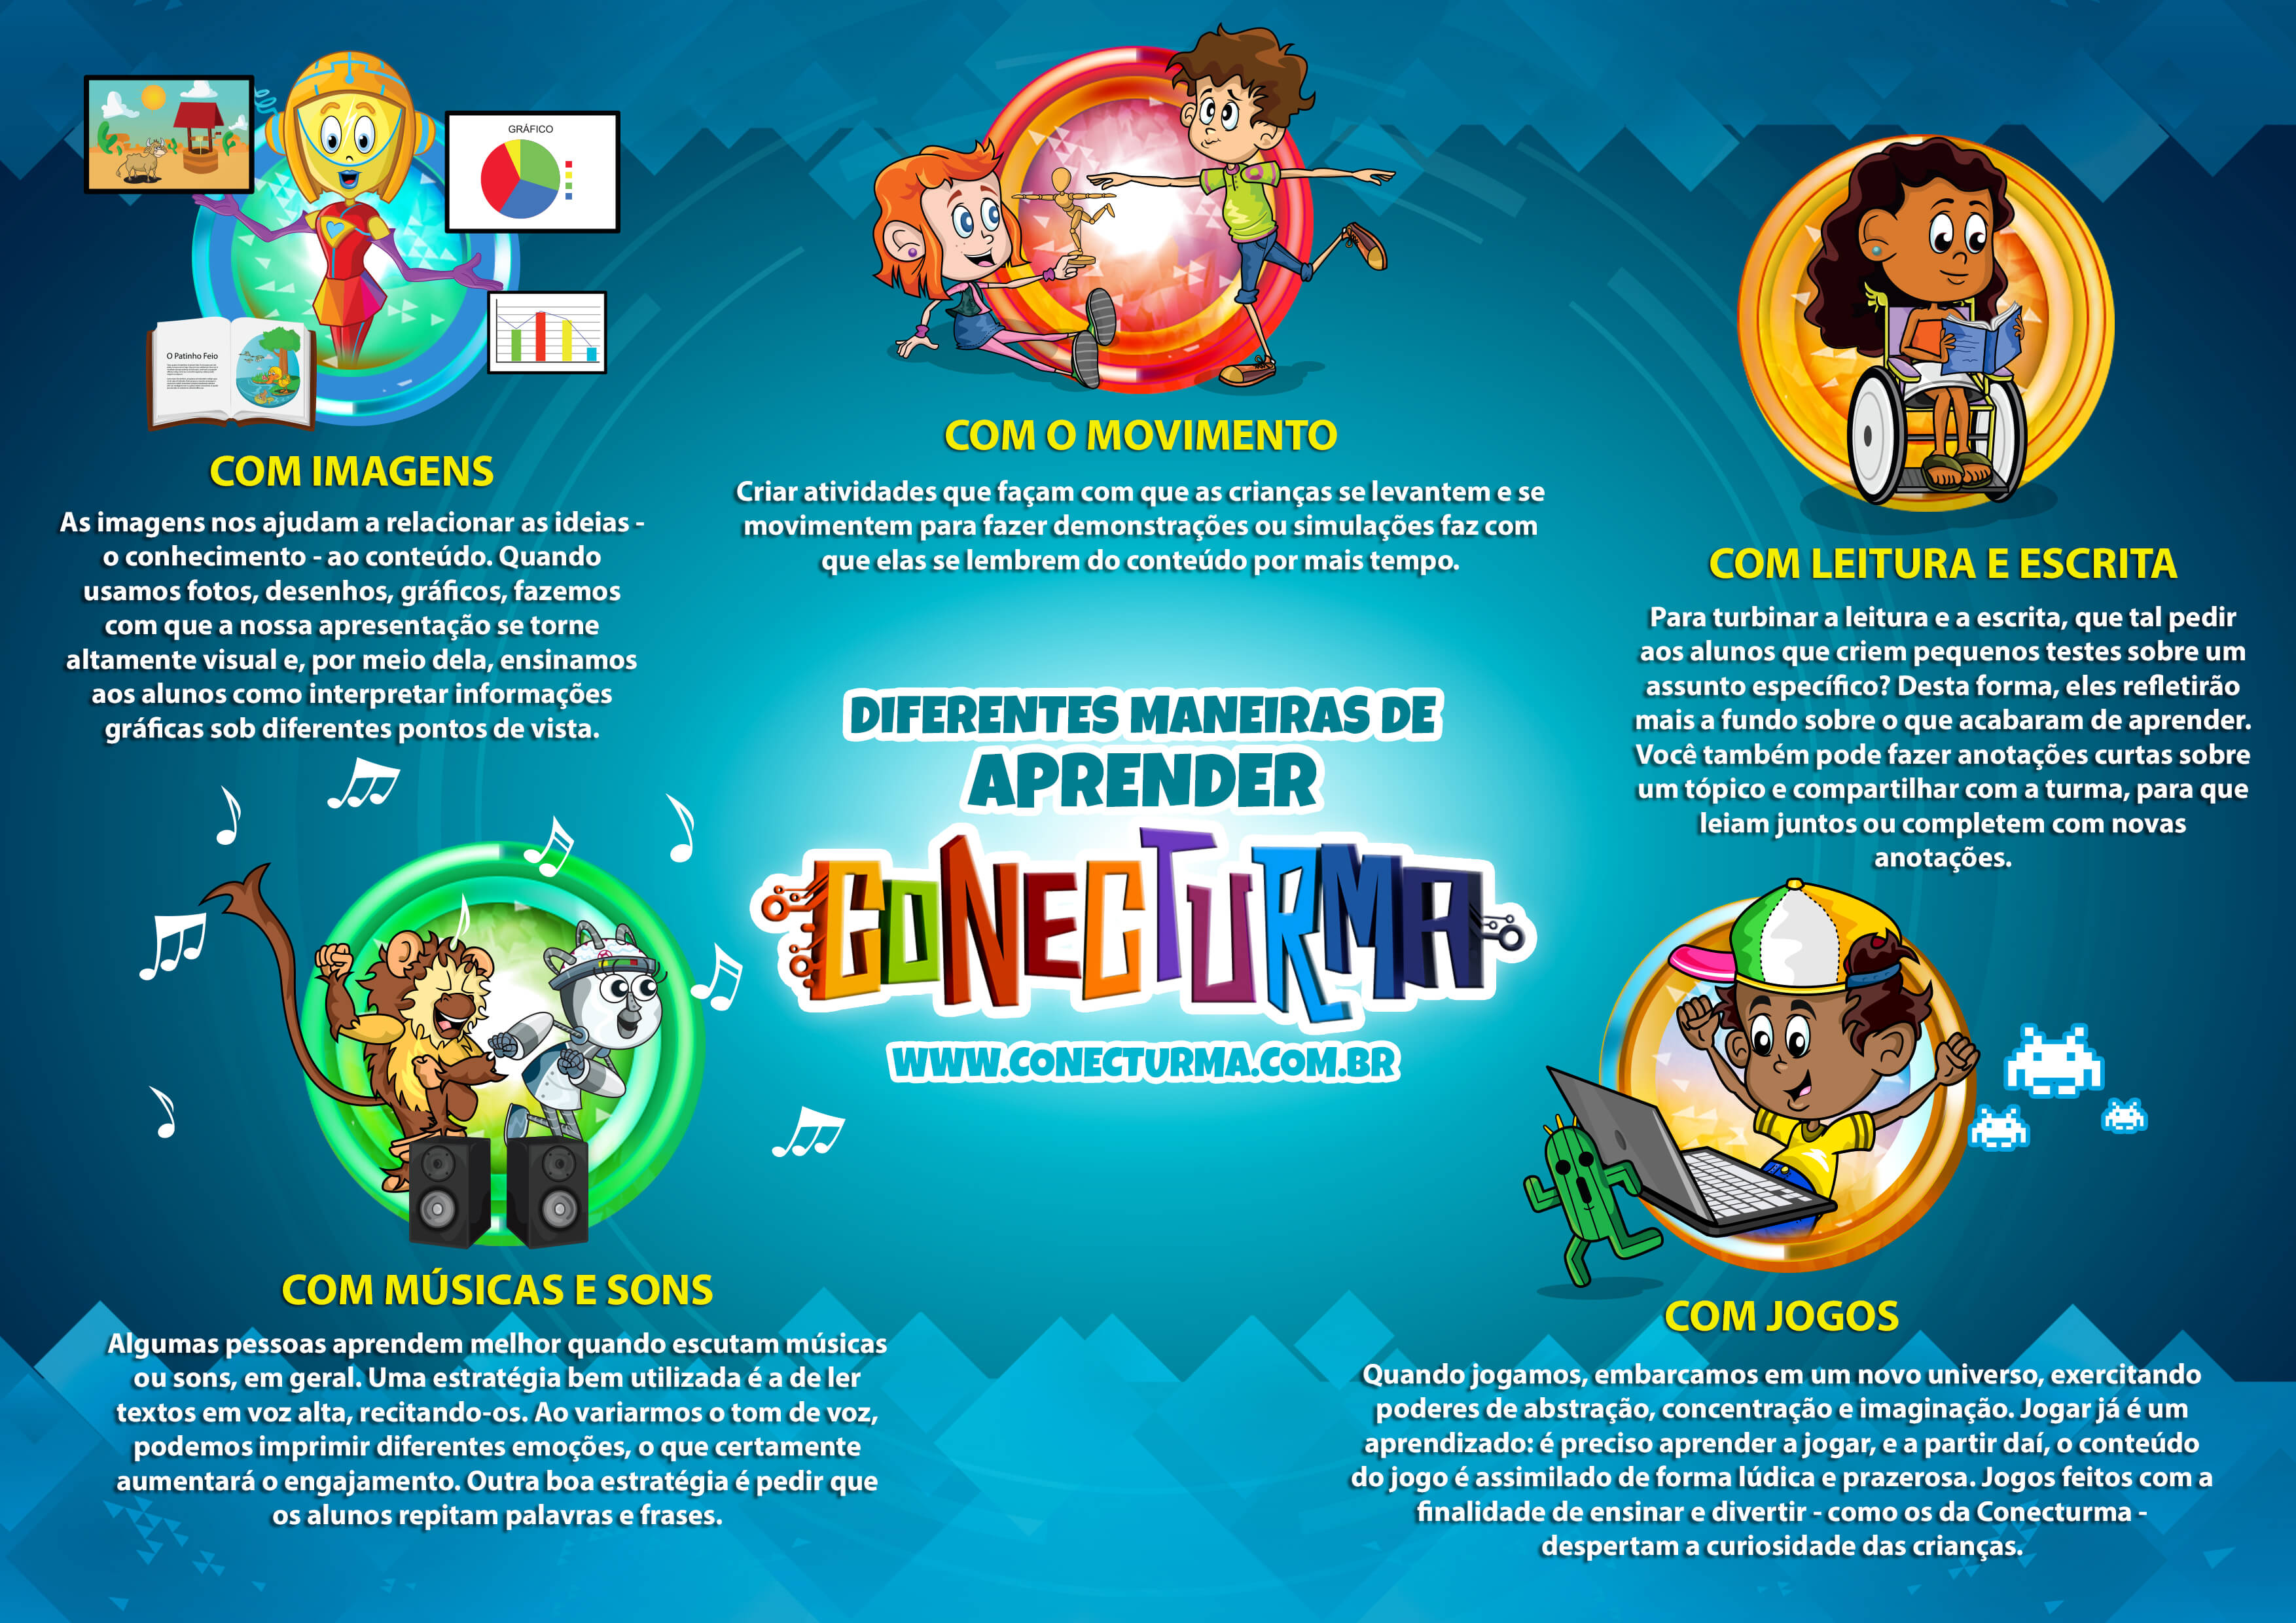 GRÁFICO
O Patinho Feio
COM IMAGENS
As imagens nos ajudam a relacionar as ideias -
o conhecimento - ao conteúdo. Quando
usamos fotos, desenhos, gráficos, fazemos
com que a nossa apresentação se torne
altamente visual e, por meio dela, ensinamos
aos alunos como interpretar informações
gráficas sob diferentes pontos de vista.
COM O MOVIMENTO
Criar atividades que façam com que as crianças se levantem e se
movimentem para fazer demonstrações ou simulações faz com
que elas se lembrem do conteúdo por mais tempo.
COM LEITURA E ESCRITA
Para turbinar a leitura e a escrita, que tal pedir
aos alunos que criem pequenos testes sobre um
assunto específico? Desta forma, eles refletirão
mais a fundo sobre o que acabaram de aprender.
Você também pode fazer anotações curtas sobre
um tópico e compartilhar com a turma, para que
leiam juntos ou completem com novas
anotações.
DIFERENTES MANEIRAS DE
APRENDER
CONECTURMA
WWW.CONECTURMA.COM.BR
COM MÚSICAS E SONS
Algumas pessoas aprendem melhor quando escutam músicas
ou sons, em geral. Uma estratégia bem utilizada é a de ler
textos em voz alta, recitando-os. Ao variarmos o tom de voz,
podemos imprimir diferentes emoções, o que certamente
aumentará o engajamento. Outra boa estratégia é pedir que
os alunos repitam palavras e frases.
COM JOGOS
Quando jogamos, embarcamos em um novo universo, exercitando
poderes de abstração, concentração e imaginação. Jogar já é um
aprendizado: é preciso aprender a jogar, e a partir daí, o conteúdo
do jogo é assimilado de forma lúdica e prazerosa. Jogos feitos com a
finalidade de ensinar e divertir - como os da Conecturma -
despertam a curiosidade das crianças.